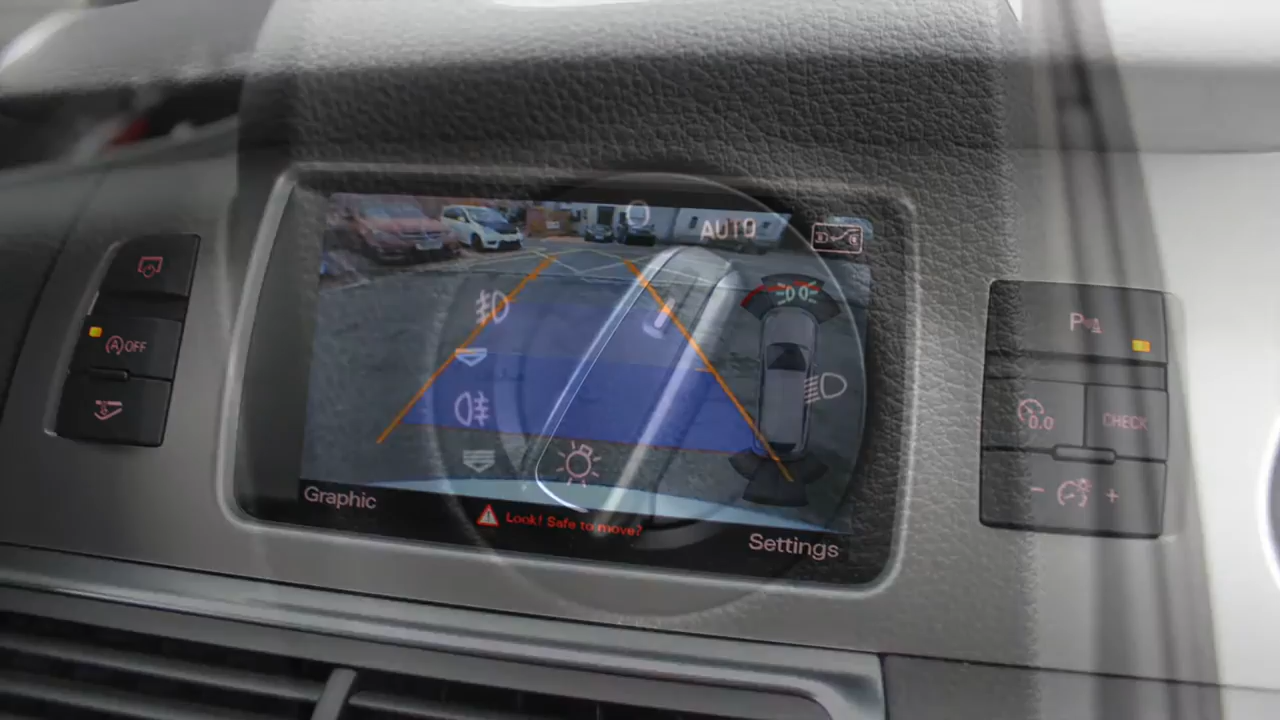 AUTO
OFF
P
0.0
CHECK
- +
Graphic
Look! Safe to move?
Settings